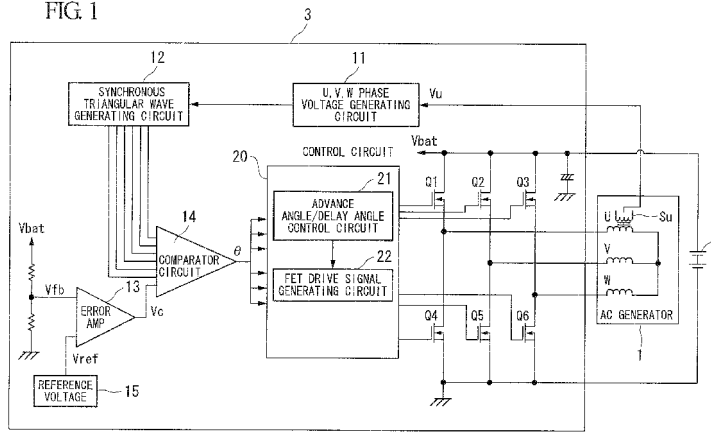 FIG. 1
3
12
SYNCHRONOUS
TRIANGULAR WAVE
GENERATING CIRCUIT
11
U, V, W PHASE
VOLTAGE GENERATING
CIRCUIT
Vu
Vbat
CONTROL CIRCUIT
20
21
ADVANCE
ANGLE/DELAY ANGLE
CONTROL CIRCUIT
22
FET DRIVE SIGNAL
GENERATING CIRCUIT
Q1
Q2
Q3
Q4
Q5
Q6
14
COMPARATOR
CIRCUIT
θ
Vbat
Vfb
13
ERROR
AMP
Vc
Vref
REFERENCE
VOLTAGE
15
U
Su
V
W
AC GENERATOR
1